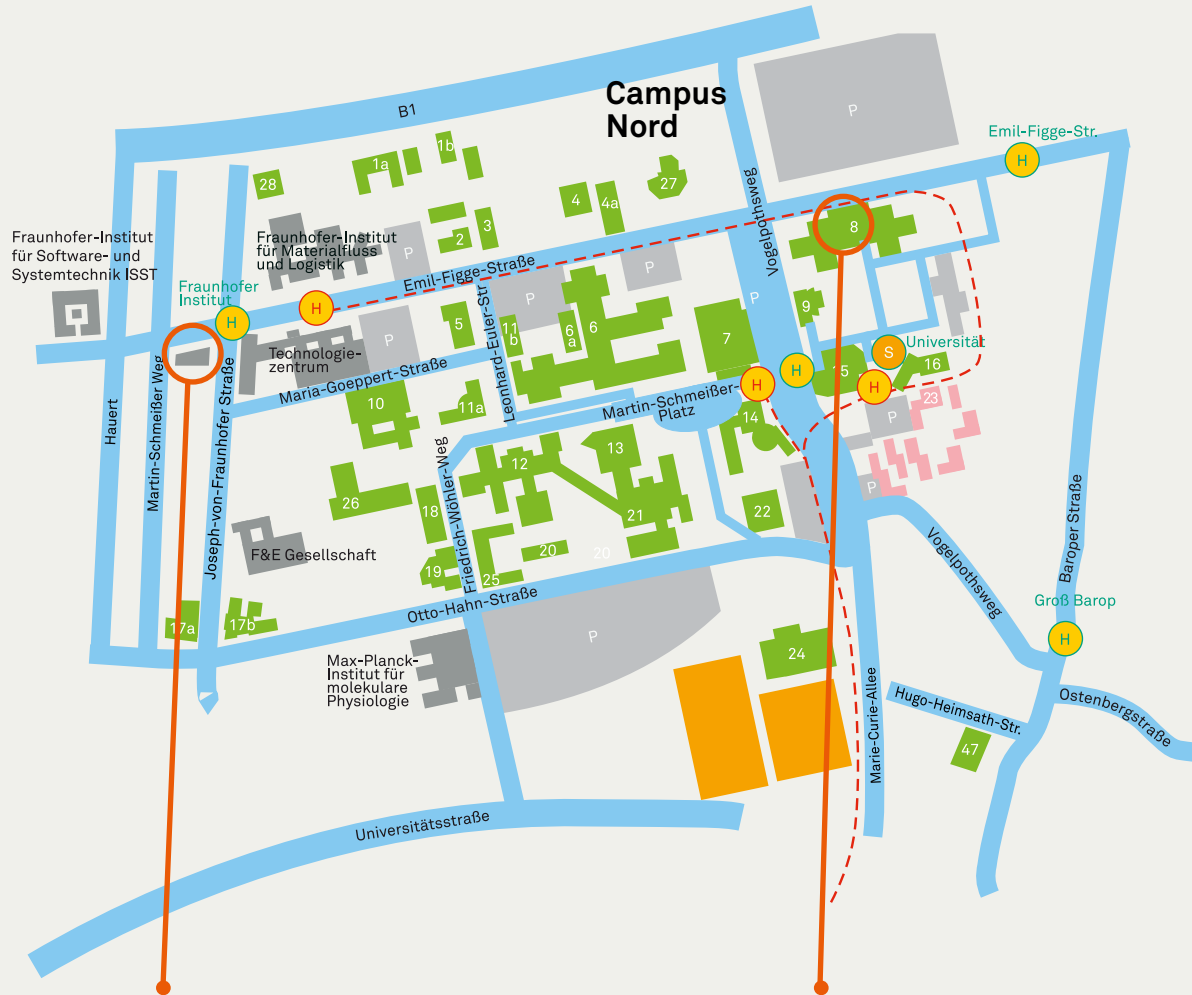 Campus
Nord
B1
P
Emil-Figge-Str.
H
1b
1a
28
27
4
4a
3
2
Vogelpothsweg
8
Fraunhofer-Institut
für Software- und
Systemtechnik ISST
Fraunhofer-Institut
für Materialfluss
und Logistik
P
Emil-Figge-Straße
P
Fraunhofer
Institut
H
H
P
P
9
5
11
b
6
a
6
7
Leonhard-Euler-Str.
Technologie-
zentrum
P
Maria-Goeppert-Straße
Universität
S
15
16
H
H
H
23
P
10
11a
Martin-Schmeißer-
Platz
14
Hauert
Martin-Schmeißer Weg
Joseph-von-Fraunhofer Straße
Friedrich-Wöhler-Weg
12
13
26
18
21
22
P
F&E Gesellschaft
19
25
20
20
Otto-Hahn-Straße
Vogelpothsweg
Baroper Straße
Groß Barop
H
17a
17b
P
24
Max-Planck-
Institut für
molekulare
Physiologie
Marie-Curie-Allee
Hugo-Heimsath-Str.
Ostenbergstraße
47
Universitätsstraße